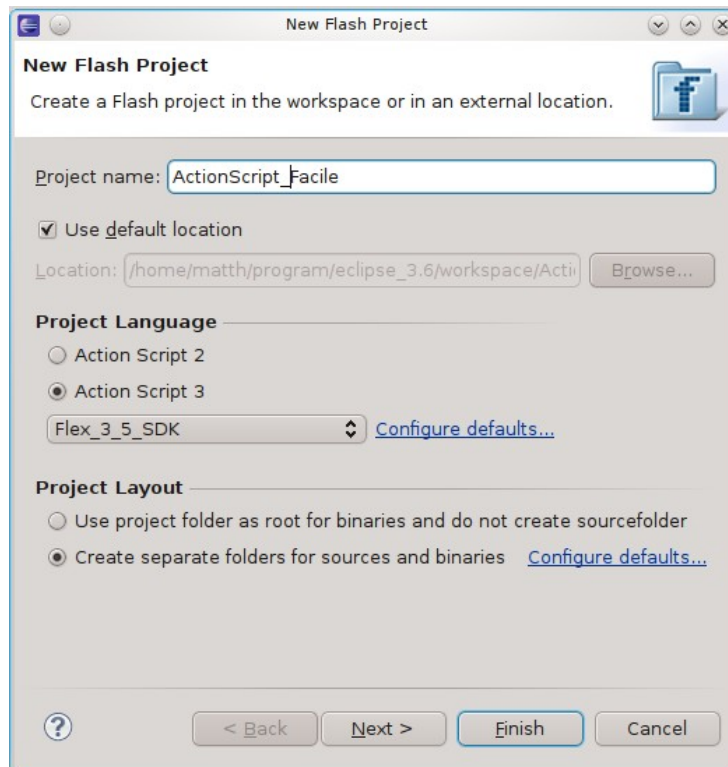 New Flash Project
New Flash Project
Create a Flash project in the workspace or in an external location.
Project name: ActionScript_Facile
Use default location
Location: /home/matth/program/eclipse_3.6/workspace/Acti Browse...
Project Language
Action Script 2
Action Script 3
Flex_3_5_SDK Configure defaults...
Project Layout
Use project folder as root for binaries and do not create sourcefolder
Create separate folders for sources and binaries Configure defaults...
? < Back Next > Finish Cancel